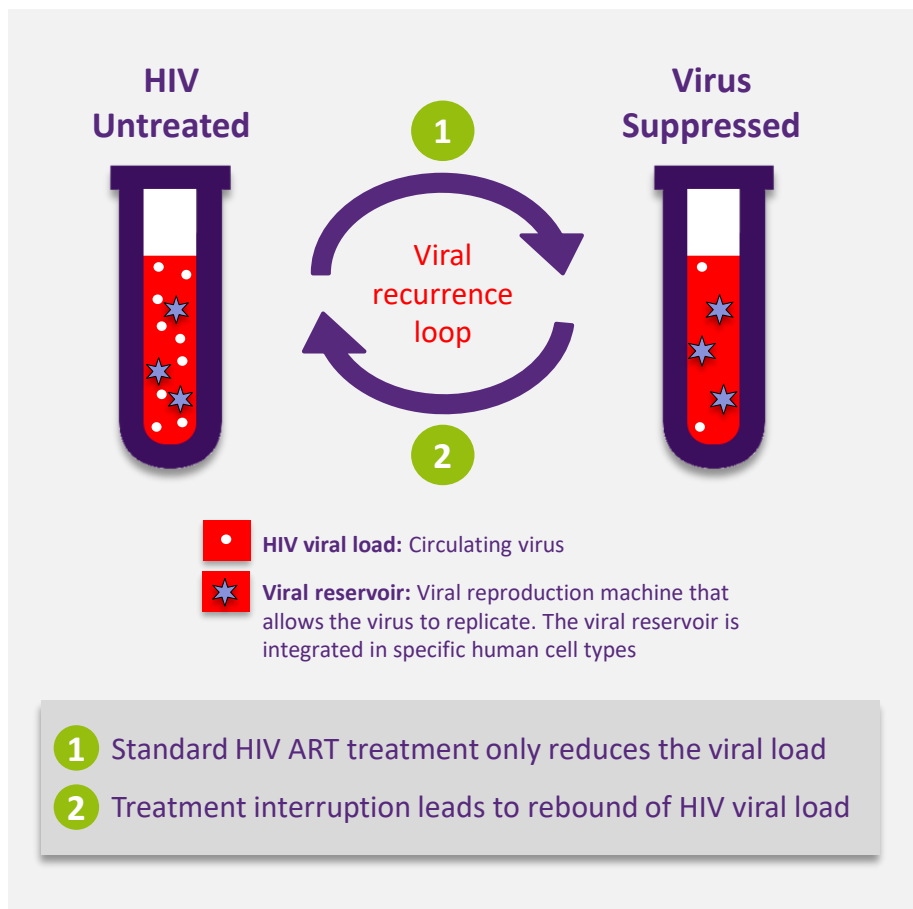 HIV
Untreated
Virus
Suppressed
1
Viral
recurrence
loop
2
HIV viral load: Circulating virus
Viral reservoir: Viral reproduction machine that
allows the virus to replicate. The viral reservoir is
integrated in specific human cell types
1 Standard HIV ART treatment only reduces the viral load
2 Treatment interruption leads to rebound of HIV viral load